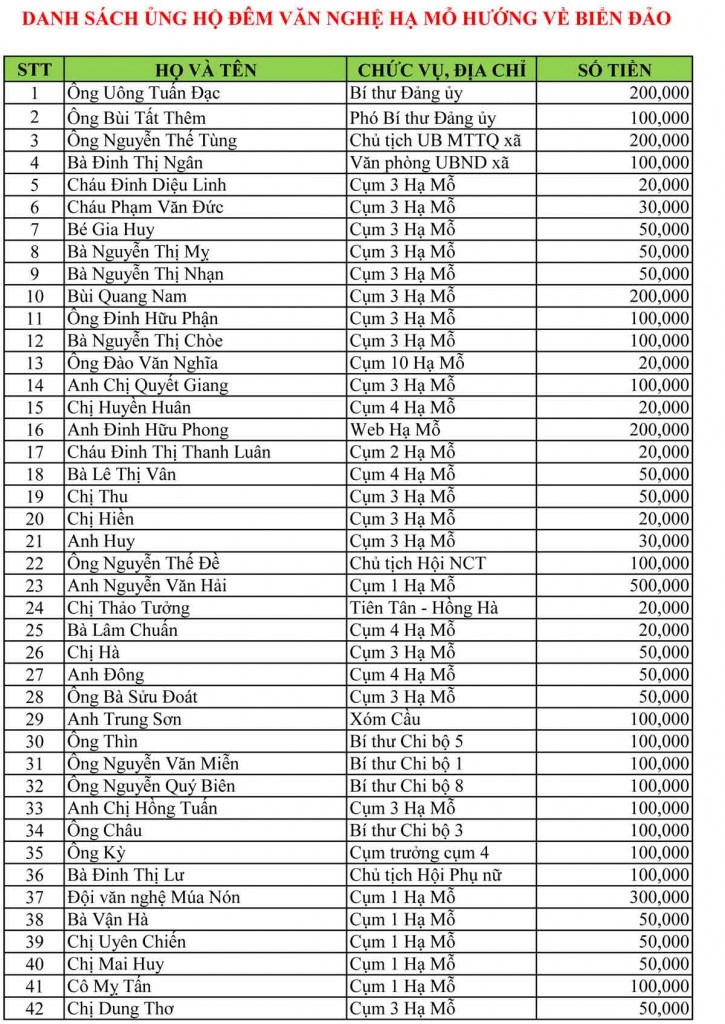 DANH SÁCH ỦNG HỘ ĐÊM VĂN NGHỆ HẠ MỖ HƯỚNG VỀ BIỂN ĐẢO
STT HỌ VÀ TÊN CHỨC VỤ, ĐỊA CHỈ SỐ TIỀN
1 Ông Uông Tuấn Đạc Bí thư Đảng ủy 200,000
2 Ông Bùi Tất Thêm Phó Bí thư Đảng ủy 100,000
3 Ông Nguyễn Thế Tùng Chủ tịch UB MTTQ xã 200,000
4 Bà Đinh Thị Ngân Văn phòng UBND xã 100,000
5 Cháu Đinh Diệu Linh Cụm 3 Hạ Mỗ 20,000
6 Cháu Phạm Văn Đức Cụm 3 Hạ Mỗ 30,000
7 Bé Gia Huy Cụm 3 Hạ Mỗ 50,000
8 Bà Nguyễn Thị Mỵ Cụm 3 Hạ Mỗ 50,000
9 Bà Nguyễn Thị Nhạn Cụm 3 Hạ Mỗ 50,000
10 Bùi Quang Nam Cụm 3 Hạ Mỗ 200,000
11 Ông Đinh Hữu Phận Cụm 3 Hạ Mỗ 100,000
12 Bà Nguyễn Thị Chòe Cụm 3 Hạ Mỗ 100,000
13 Ông Đào Văn Nghĩa Cụm 10 Hạ Mỗ 20,000
14 Anh Chị Quyết Giang Cụm 3 Hạ Mỗ 100,000
15 Chị Huyền Huân Cụm 4 Hạ Mỗ 20,000
16 Anh Đinh Hữu Phong Web Hạ Mỗ 200,000
17 Cháu Đinh Thị Thanh Luân Cụm 2 Hạ Mỗ 20,000
18 Bà Lê Thị Vân Cụm 4 Hạ Mỗ 50,000
19 Chị Thu Cụm 3 Hạ Mỗ 50,000
20 Chị Hiền Cụm 3 Hạ Mỗ 20,000
21 Anh Huy Cụm 3 Hạ Mỗ 30,000
22 Ông Nguyễn Thế Đề Chủ tịch Hội NCT 100,000
23 Anh Nguyễn Văn Hải Cụm 1 Hạ Mỗ 500,000
24 Chị Thảo Tưởng Tiên Tân - Hồng Hà 20,000
25 Bà Lâm Chuẩn Cụm 4 Hạ Mỗ 20,000
26 Chị Hà Cụm 3 Hạ Mỗ 50,000
27 Anh Đông Cụm 4 Hạ Mỗ 50,000
28 Ông Bà Sửu Đoát Cụm 3 Hạ Mỗ 50,000
29 Anh Trung Sơn Xóm Cầu 100,000
30 Ông Thìn Bí thư Chi bộ 5 100,000
31 Ông Nguyễn Văn Miễn Bí thư Chi bộ 1 100,000
32 Ông Nguyễn Quý Biên Bí thư Chi bộ 8 100,000
33 Anh Chị Hồng Tuấn Cụm 3 Hạ Mỗ 100,000
34 Ông Châu Bí thư Chi bộ 3 100,000
35 Ông Kỳ Cụm trưởng cụm 4 100,000
36 Bà Đinh Thị Lư Chủ tịch Hội Phụ nữ 100,000
37 Đội văn nghệ Múa Nón Cụm 1 Hạ Mỗ 300,000
38 Bà Vận Hà Cụm 1 Hạ Mỗ 50,000
39 Chị Uyên Chiến Cụm 1 Hạ Mỗ 50,000
40 Chị Mai Huy Cụm 1 Hạ Mỗ 50,000
41 Cô Mỵ Tấn Cụm 1 Hạ Mỗ 100,000
42 Chị Dung Thơ Cụm 3 Hạ Mỗ 50,000